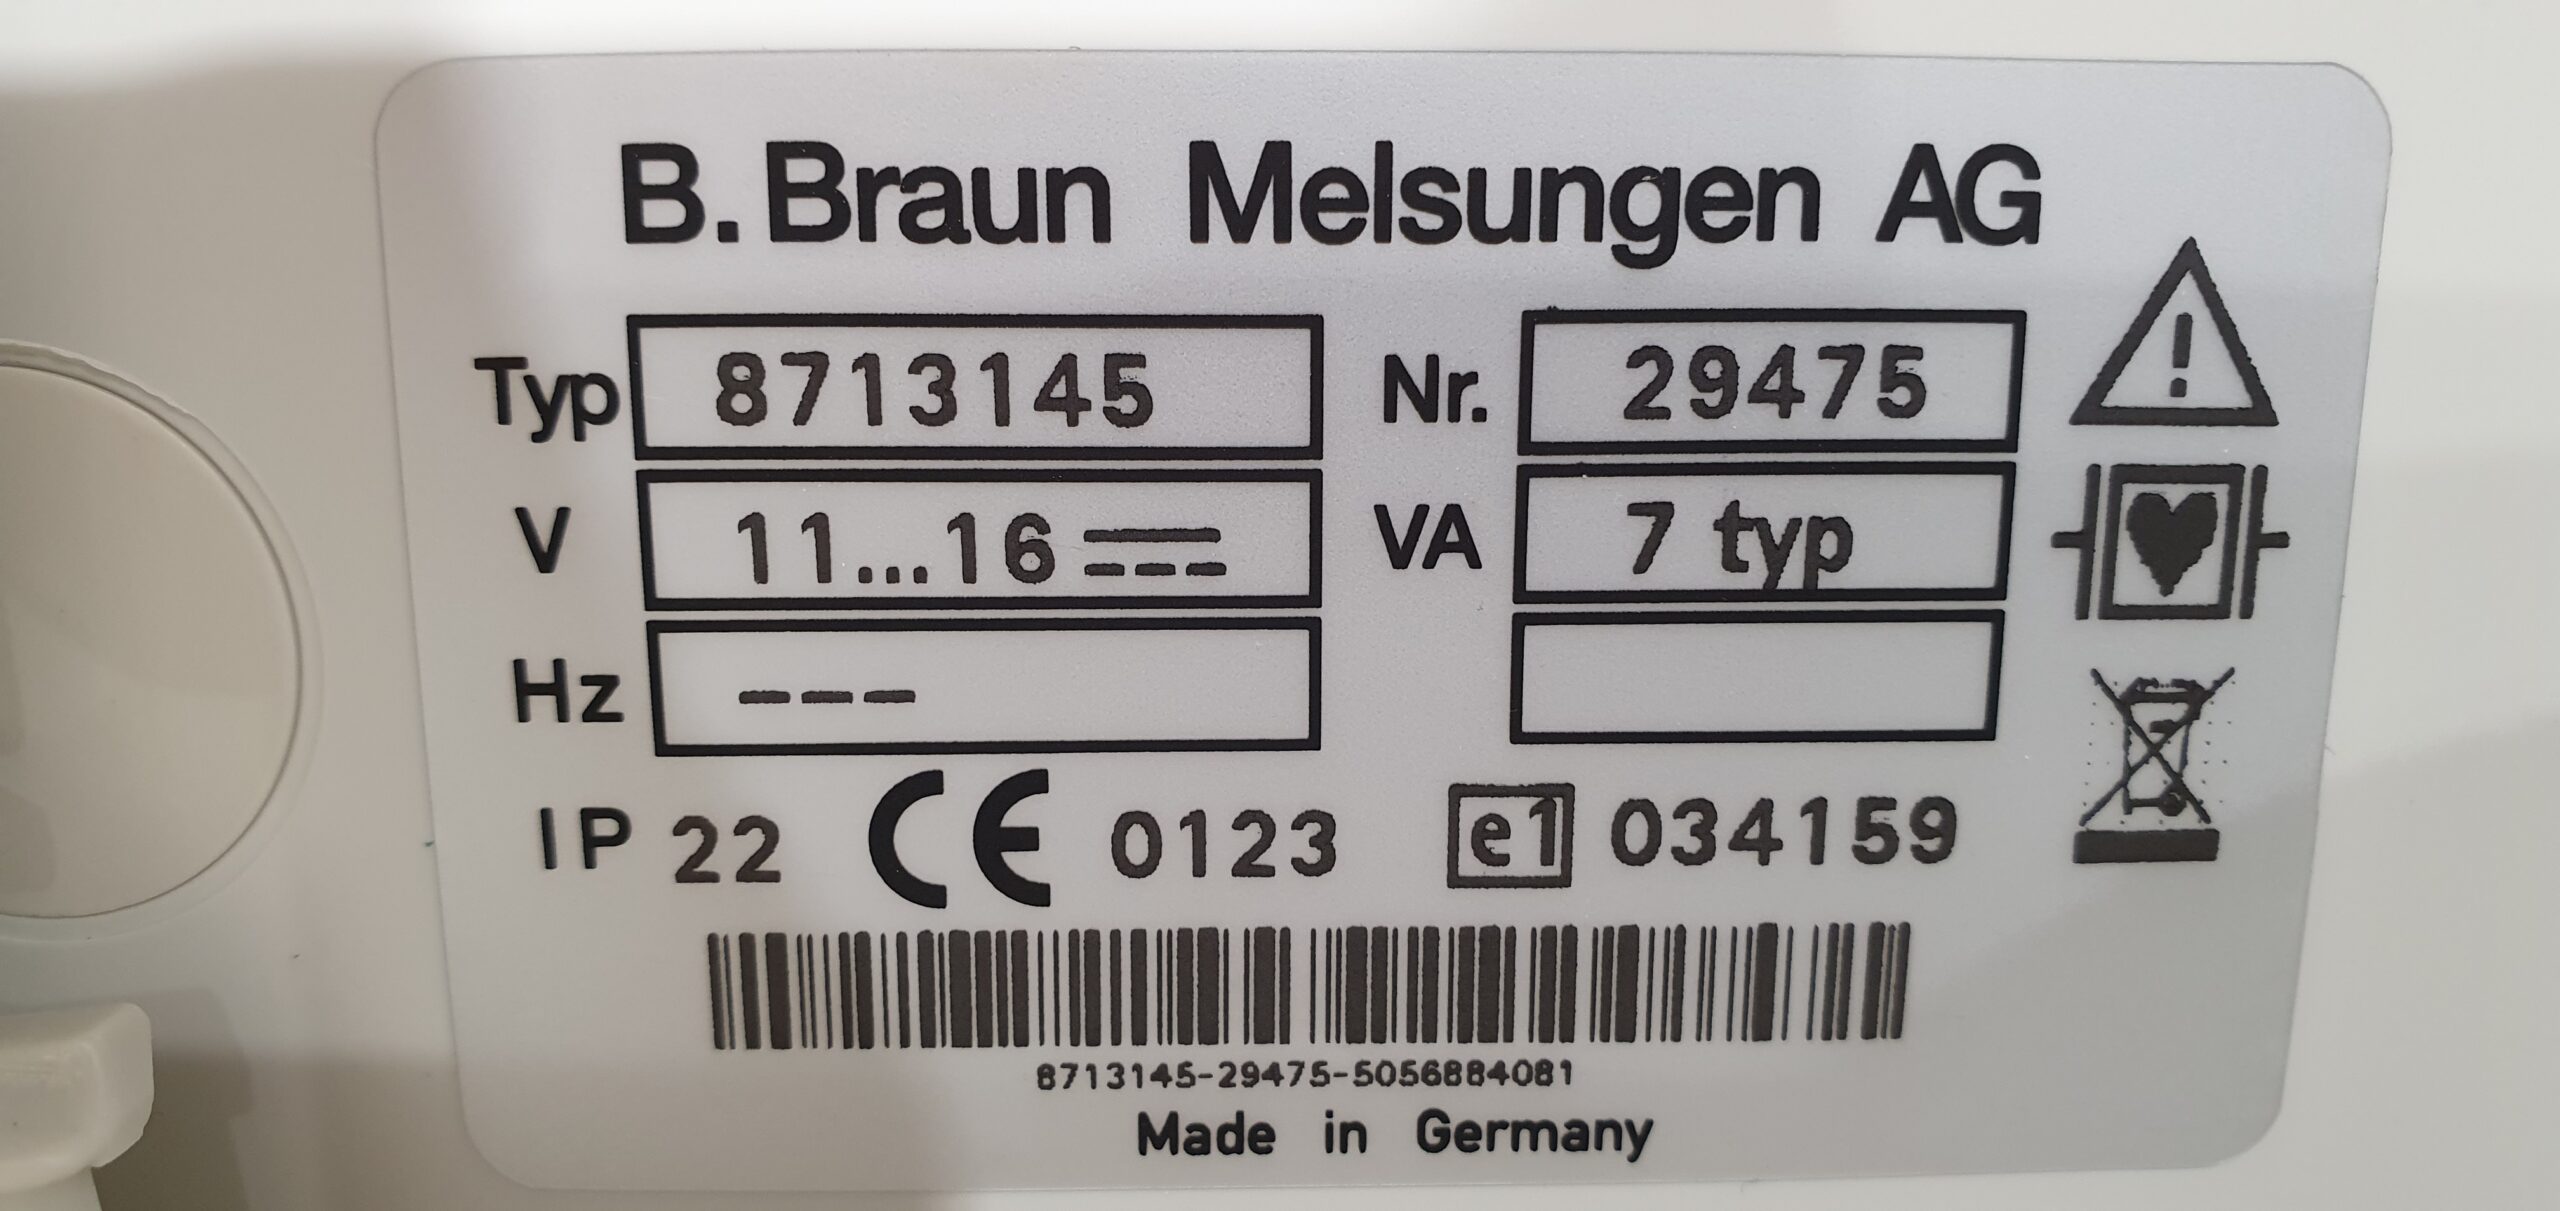 B. Braun Melsungen AG
Typ 8713145 Nr. 29475
V 11...16 VA 7 typ
Hz ---
IP 22 CE 0123 e1 034159
8713145-29475-5056884081
Made in Germany